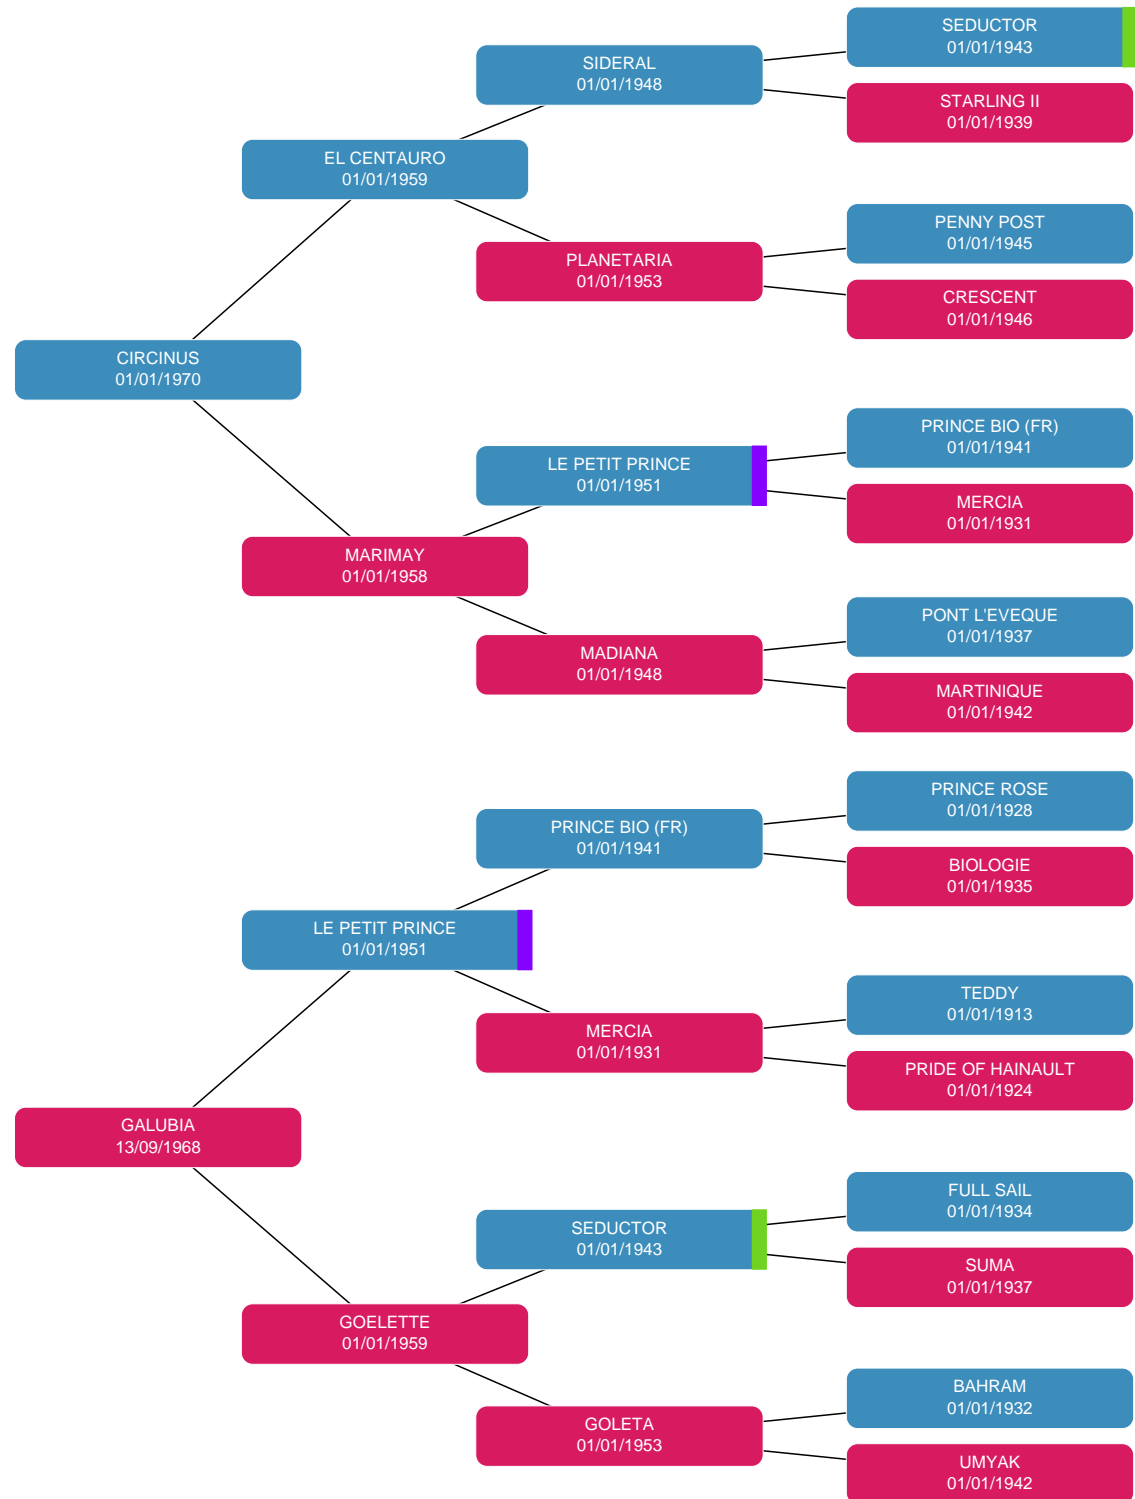 SEDUCTOR
01/01/1943
SIDERAL
01/01/1948
STARLING II
01/01/1939
EL CENTAURO
01/01/1959
PENNY POST
01/01/1945
PLANETARIA
01/01/1953
CRESCENT
01/01/1946
CIRCINUS
01/01/1970
PRINCE BIO (FR)
01/01/1941
LE PETIT PRINCE
01/01/1951
MERCIA
01/01/1931
MARIMAY
01/01/1958
PONT L'EVEQUE
01/01/1937
MADIANA
01/01/1948
MARTINIQUE
01/01/1942
PRINCE ROSE
01/01/1928
PRINCE BIO (FR)
01/01/1941
BIOLOGIE
01/01/1935
LE PETIT PRINCE
01/01/1951
TEDDY
01/01/1913
MERCIA
01/01/1931
PRIDE OF HAINAULT
01/01/1924
GALUBIA
13/09/1968
FULL SAIL
01/01/1934
SEDUCTOR
01/01/1943
SUMA
01/01/1937
GOELETTE
01/01/1959
BAHRAM
01/01/1932
GOLETA
01/01/1953
UMYAK
01/01/1942